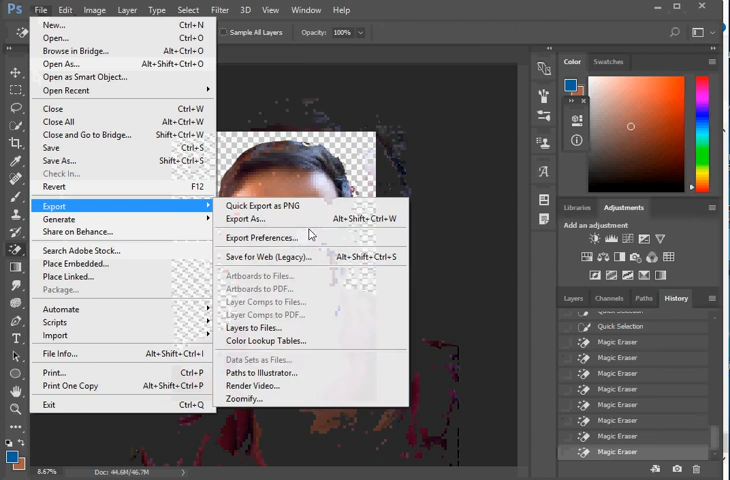 Ps File Edit Image Layer Type Select Filter 3D View Window Help
Sample All Layers Opacity: 100%
New... Ctrl+N
Open... Ctrl+O
Browse in Bridge... Alt+Ctrl+O
Open As... Alt+Shift+Ctrl+O
Open as Smart Object...
Open Recent
Close Ctrl+W
Close All Alt+Ctrl+W
Close and Go to Bridge... Shift+Ctrl+W
Save Ctrl+S
Save As... Shift+Ctrl+S
Check In...
Revert F12
Export
Generate
Share on Behance...
Search Adobe Stock...
Place Embedded...
Place Linked...
Package...
Automate
Scripts
Import
File Info... Alt+Shift+Ctrl+I
Print... Ctrl+P
Print One Copy Alt+Shift+Ctrl+P
Exit Ctrl+Q
Quick Export as PNG
Export As... Alt+Shift+Ctrl+W
Export Preferences...
Save for Web (Legacy)... Alt+Shift+Ctrl+S
Artboards to Files...
Artboards to PDF...
Layer Comps to Files...
Layer Comps to PDF...
Layers to Files...
Color Lookup Tables...
Data Sets as Files...
Paths to Illustrator...
Render Video...
Zoomify...
Color Swatches
Libraries Adjustments
Add an adjustment
Layers Channels Paths History
Quick Selection
Quick Selection
Magic Eraser
Magic Eraser
Magic Eraser
Magic Eraser
Magic Eraser
Magic Eraser
Magic Eraser
Magic Eraser
8.67% Doc: 44.6M/46.7M